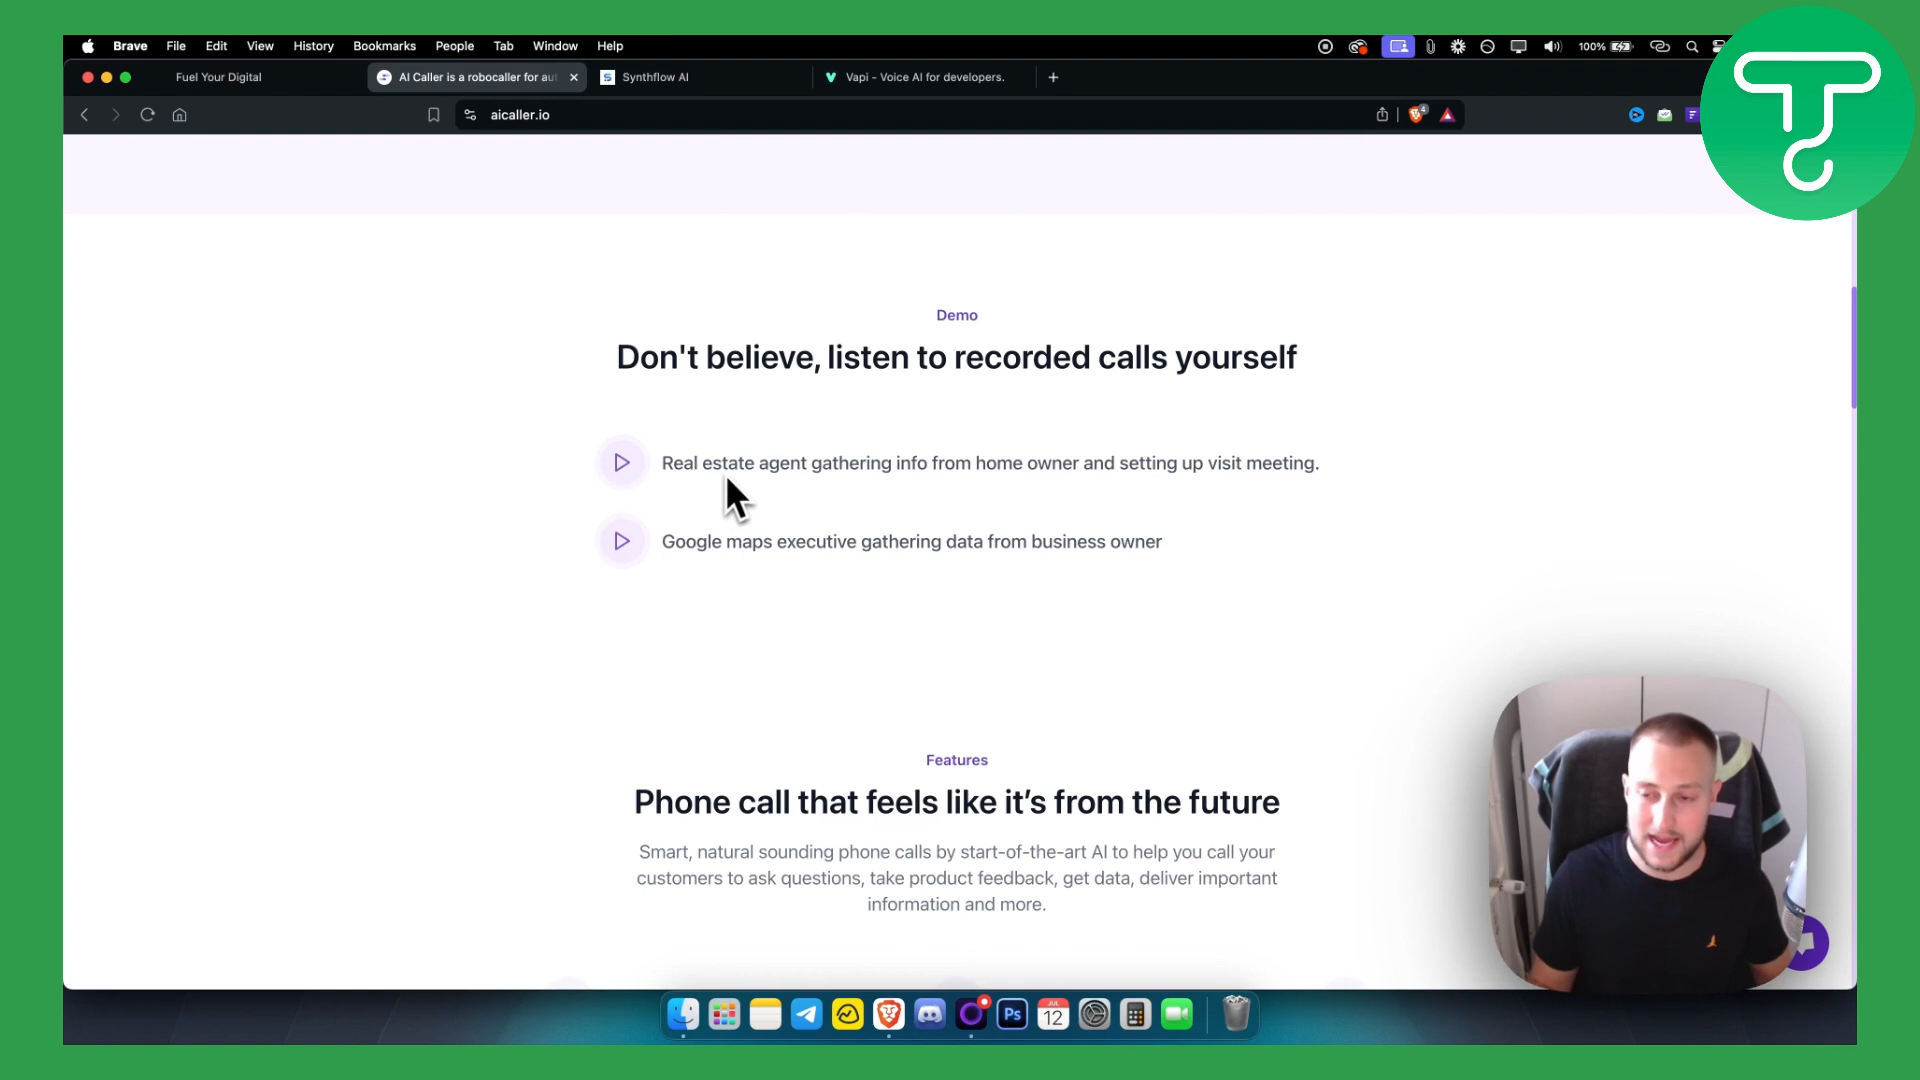 Brave File Edit View History Bookmarks People Tab Window Help 100%
Fuel Your Digital AI Caller is a robocaller for aut Synthflow AI Vapi - Voice AI for developers.
aicaller.io 4
Demo
Don't believe, listen to recorded calls yourself
Real estate agent gathering info from home owner and setting up visit meeting.
Google maps executive gathering data from business owner
Features
Phone call that feels like it's from the future
Smart, natural sounding phone calls by start-of-the-art AI to help you call your
customers to ask questions, take product feedback, get data, deliver important
information and more.
Ps JUL 12